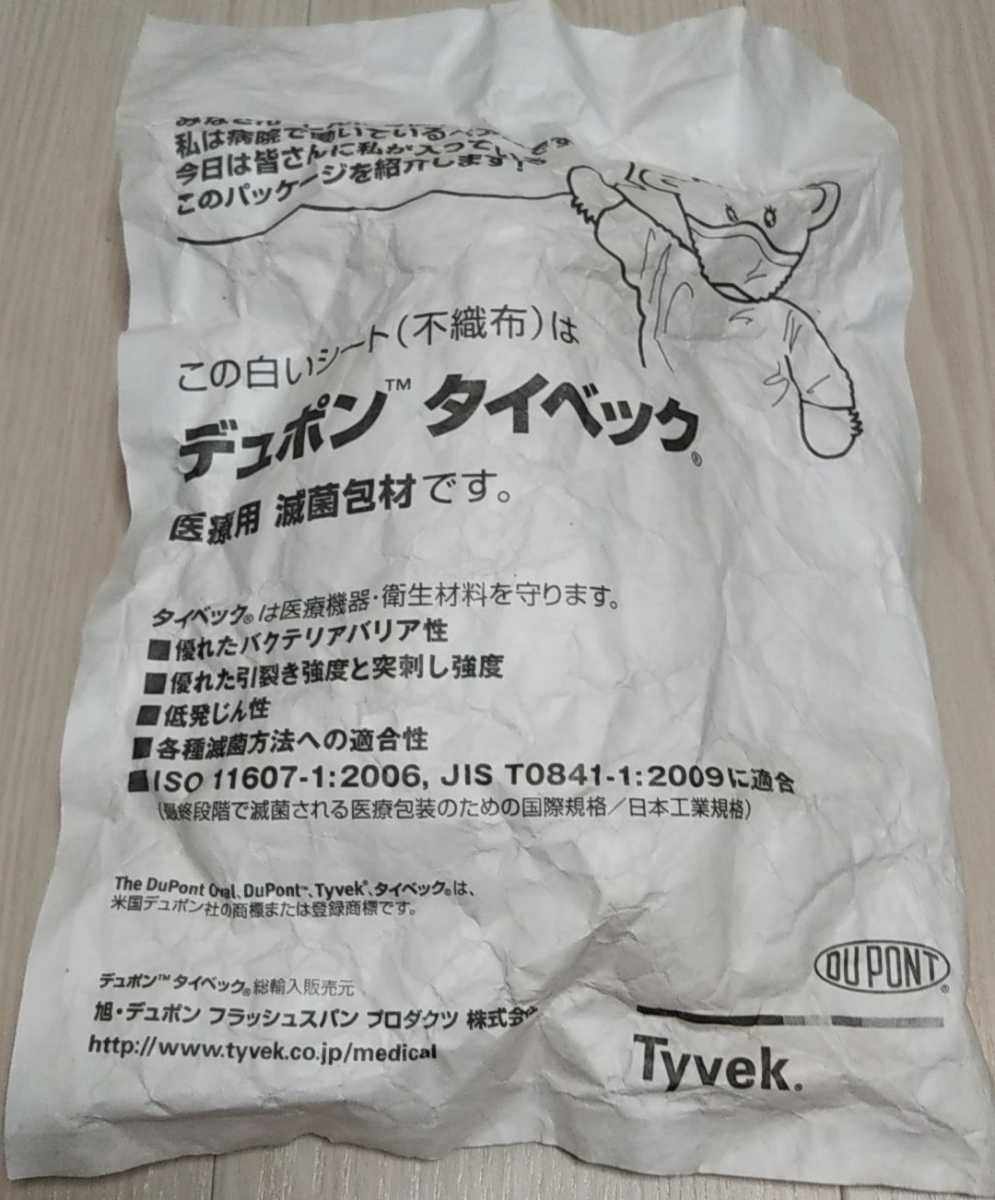 私は病院で働いているベア
今日は皆さんに私が入って
このパッケージを紹介します!
この白いシート(不織布)は
デュポン™ タイベック®
医療用 滅菌包材です。
タイベック®は医療機器・衛生材料を守ります。
■優れたバクテリアバリア性
■優れた引裂き強度と突刺し強度
■低発じん性
■各種滅菌方法への適合性
■ISO 11607-1:2006, JIS T0841-1:2009に適合
(最終段階で滅菌される医療包装のための国際規格/日本工業規格)
The DuPont Oval、DuPont™、Tyvek®、タイベック®は、
米国デュポン社の商標または登録商標です。
デュポン™ タイベック®総輸入販売元
旭・デュポン フラッシュスパン プロダクツ 株式会
http://www.tyvek.co.jp/medical
DU PONT®
Tyvek.